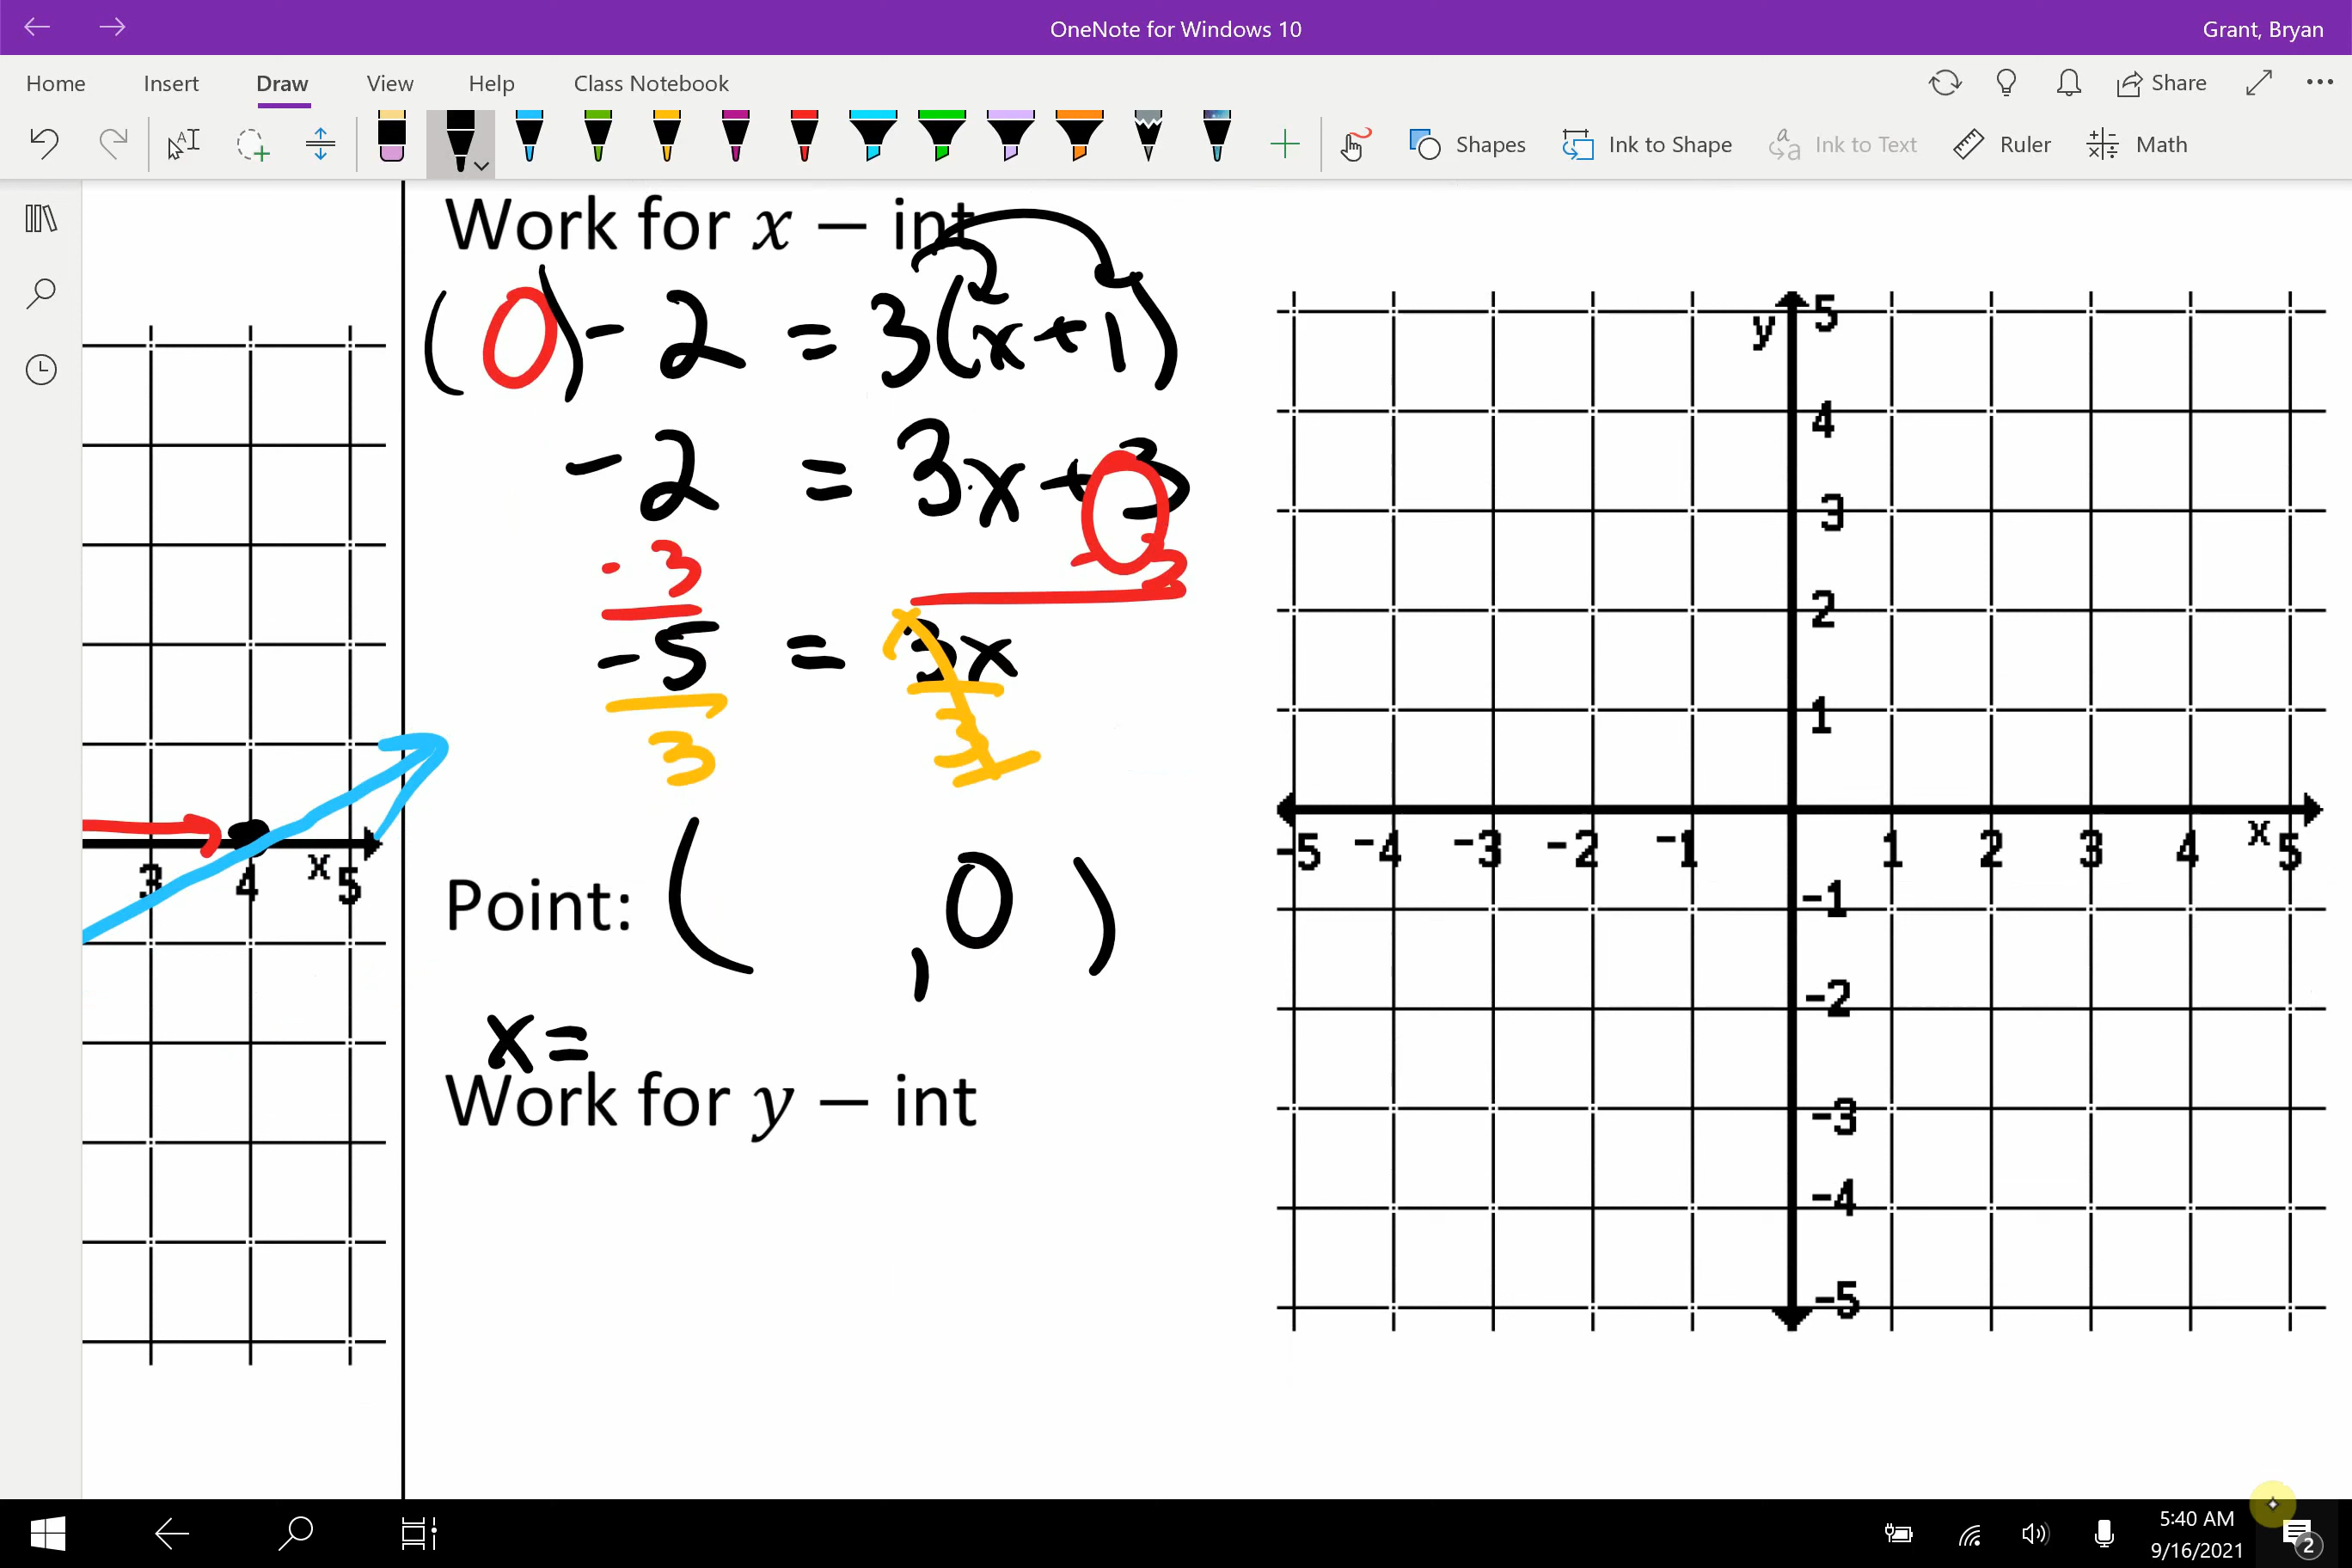 OneNote for Windows 10
Grant, Bryan
Home Insert Draw View Help Class Notebook Share
Shapes Ink to Shape Ink to Text Ruler Math
Work for x – int
(0) - 2 = 3(x+1)
-2 = 3·x+3
-3 -3
-5 = 3x
3 3
Point: ( , 0 )
x=
Work for y – int
3 4 x 5
y 5
4
3
2
1
-5 -4 -3 -2 -1 1 2 3 4 x 5
-1
-2
-3
-4
-5
5:40 AM
9/16/2021
2